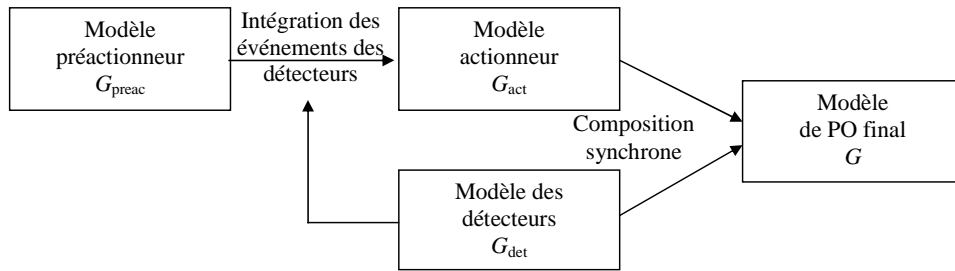 Modèle
préactionneur
G_preac
Intégration des
événements des
détecteurs
Modèle
actionneur
G_act
Composition
synchrone
Modèle des
détecteurs
G_det
Modèle
de PO final
G